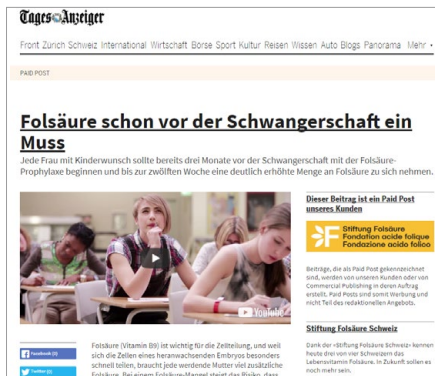 Tages Anzeiger
Front Zürich Schweiz International Wirtschaft Börse Sport Kultur Reisen Wissen Auto Blogs Panorama Mehr
PAID POST
Folsäure schon vor der Schwangerschaft ein
Muss
Jede Frau mit Kinderwunsch sollte bereits drei Monate vor der Schwangerschaft mit der Folsäure-
Prophylaxe beginnen und bis zur zwölften Woche eine deutlich erhöhte Menge an Folsäure zu sich nehmen.
YouTube
Dieser Beitrag ist ein Paid Post
unseres Kunden
Stiftung Folsäure
Fondation acide folique
Fondazione acido folico
Beiträge, die als Paid Post gekennzeichnet
sind, werden von unseren Kunden oder von
Commercial Publishing in deren Auftrag
erstellt. Paid Posts sind somit Werbung und
nicht Teil des redaktionellen Angebots.
Stiftung Folsäure Schweiz
Dank der «Stiftung Folsäure Schweiz» kennen
heute drei von vier Schweizern das
Lebensvitamin Folsäure. In Zukunft sollen es
noch mehr sein.
Facebook (0)
Twitter (0)
Folsäure (Vitamin B9) ist wichtig für die Zellteilung, und weil
sich die Zellen eines heranwachsenden Embryos besonders
schnell teilen, braucht jede werdende Mutter viel zusätzliche
Folsäure. Bei einem Folsäure-Mangel steigt das Risiko, dass